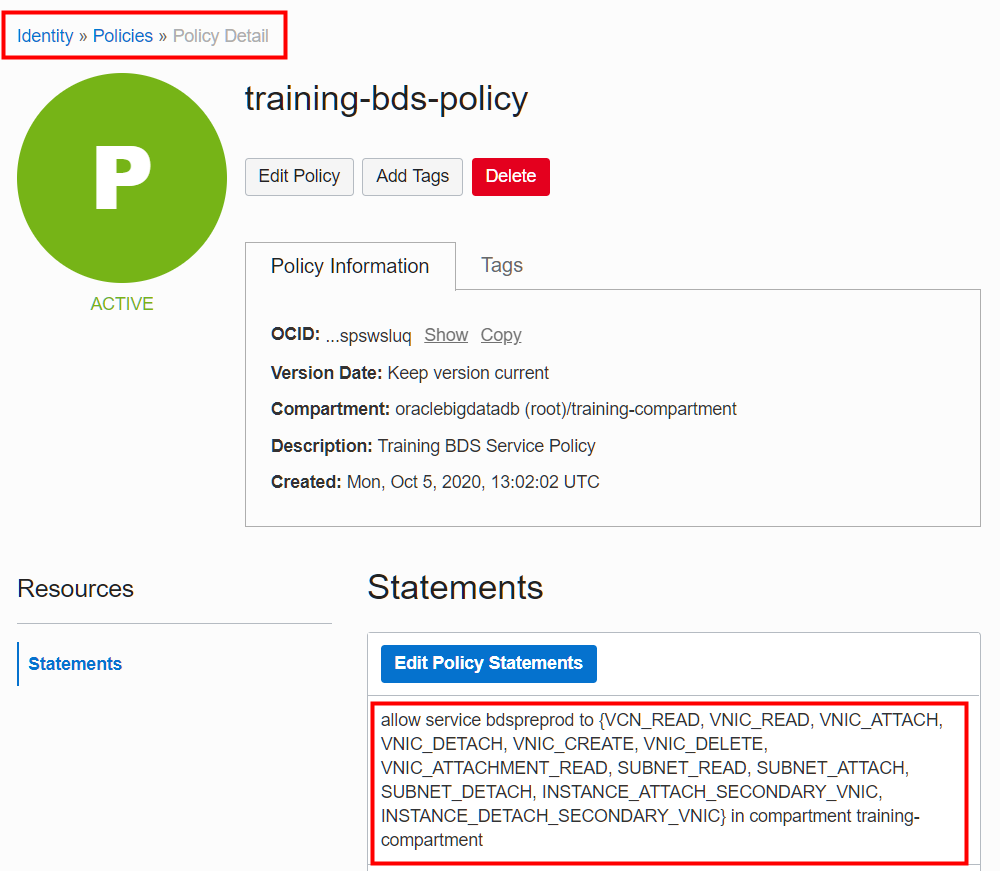 Identity » Policies » Policy Detail
P
ACTIVE
training-bds-policy
Edit Policy Add Tags Delete
Policy Information Tags
OCID: ...spswsluq Show Copy
Version Date: Keep version current
Compartment: oraclebigdatadb (root)/training-compartment
Description: Training BDS Service Policy
Created: Mon, Oct 5, 2020, 13:02:02 UTC
Resources
Statements
Statements
Edit Policy Statements
allow service bdspreprod to {VCN_READ, VNIC_READ, VNIC_ATTACH,
VNIC_DETACH, VNIC_CREATE, VNIC_DELETE,
VNIC_ATTACHMENT_READ, SUBNET_READ, SUBNET_ATTACH,
SUBNET_DETACH, INSTANCE_ATTACH_SECONDARY_VNIC,
INSTANCE_DETACH_SECONDARY_VNIC} in compartment training-
compartment